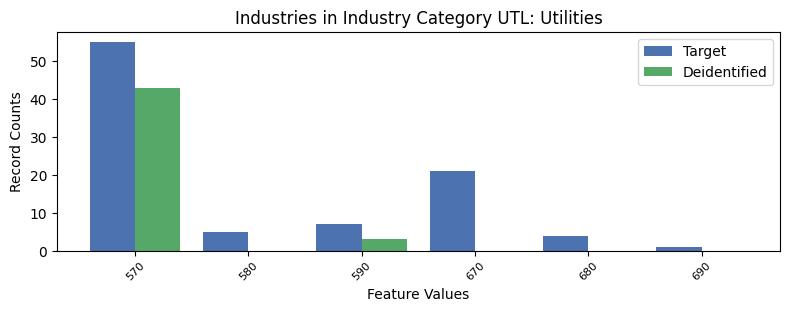 Industries in Industry Category UTL: Utilities
Target
Deidentified
Record Counts
50
40
30
20
10
0
570 580 590 670 680 690
Feature Values